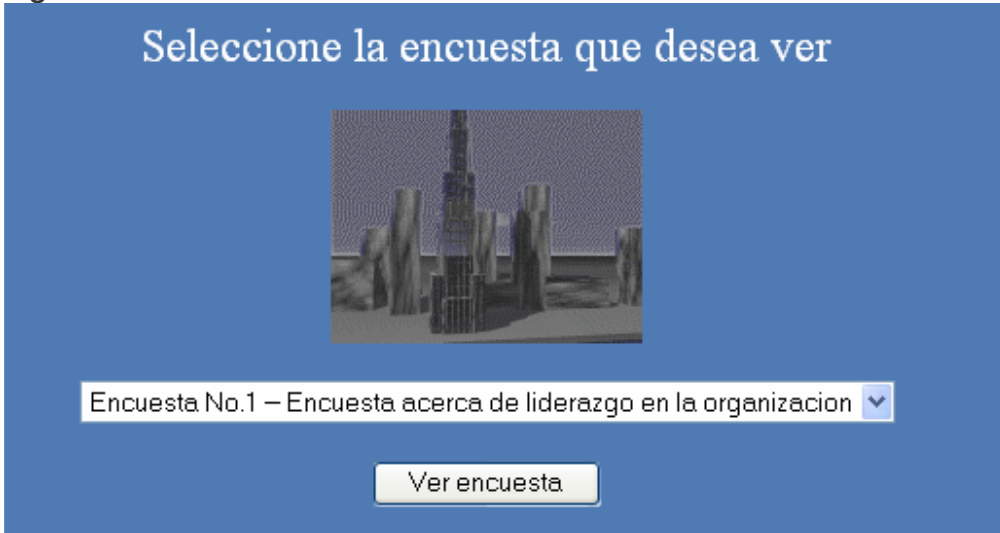 Seleccione la encuesta que desea ver
Encuesta No.1 – Encuesta acerca de liderazgo en la organizacion
Ver encuesta